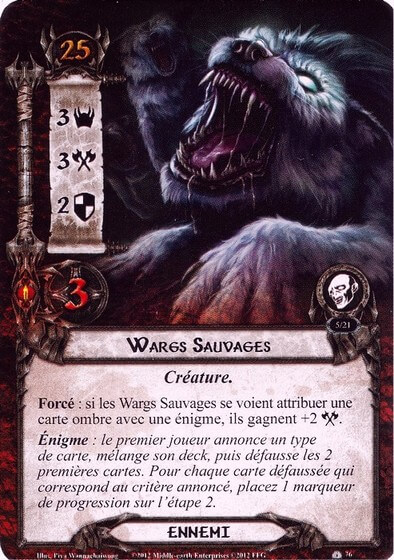 25
3
3
2
3
5/21
Wargs Sauvages
Créature.
Forcé : si les Wargs Sauvages se voient attribuer une
carte ombre avec une énigme, ils gagnent +2 .
Énigme : le premier joueur annonce un type
de carte, mélange son deck, puis défausse les 2
premières cartes. Pour chaque carte défaussée qui
correspond au critère annoncé, placez 1 marqueur
de progression sur l'étape 2.
ENNEMI
Illus. Piya Wannachaiwong ©2012 Middle-earth Enterprises ©2012 FFG 76